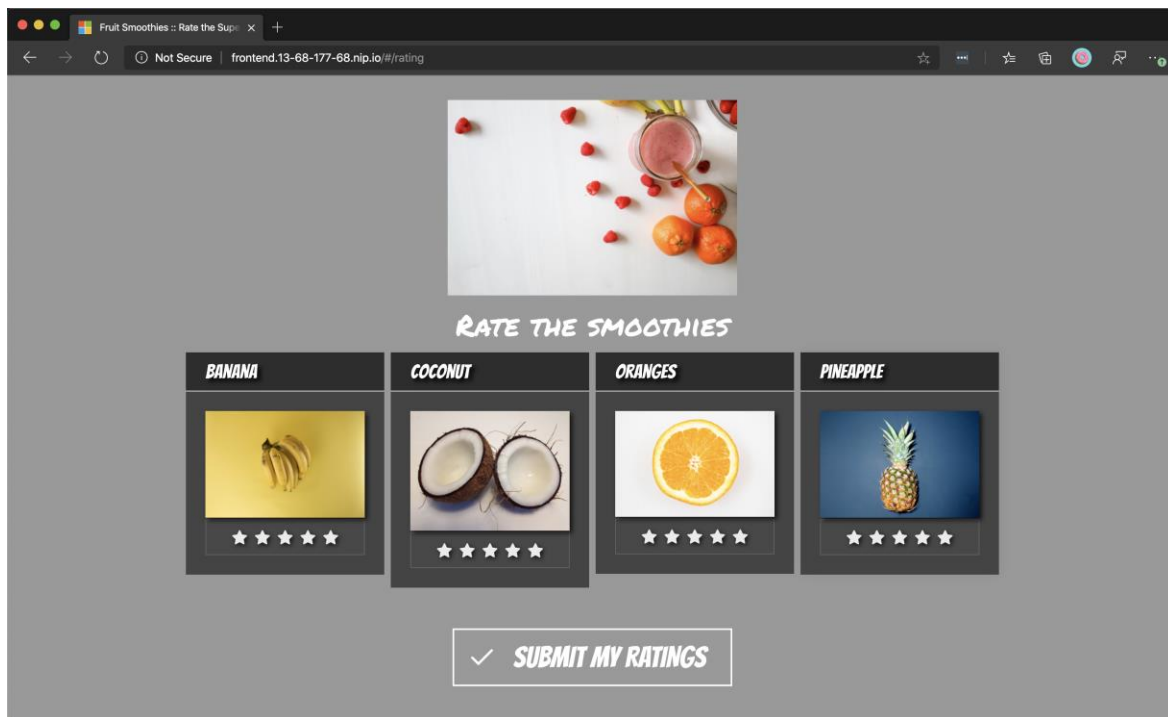 Fruit Smoothies :: Rate the Supe
Not Secure | frontend.13-68-177-68.nip.io/#/rating
RATE THE SMOOTHIES
BANANA
COCONUT
ORANGES
PINEAPPLE
SUBMIT MY RATINGS